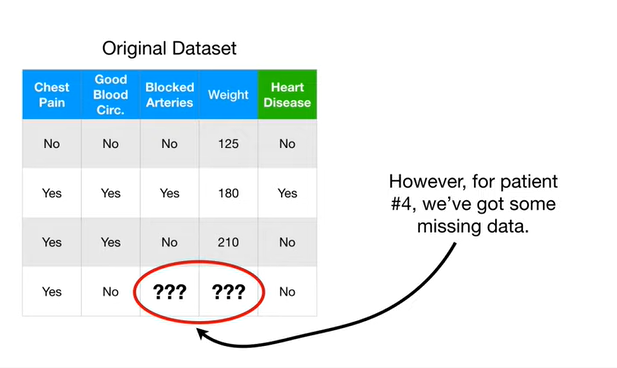 Original Dataset
Chest Pain
Good Blood Circ.
Blocked Arteries
Weight
Heart Disease
No No No 125 No
Yes Yes Yes 180 Yes
Yes Yes No 210 No
Yes No ??? ??? No
However, for patient
#4, we've got some
missing data.